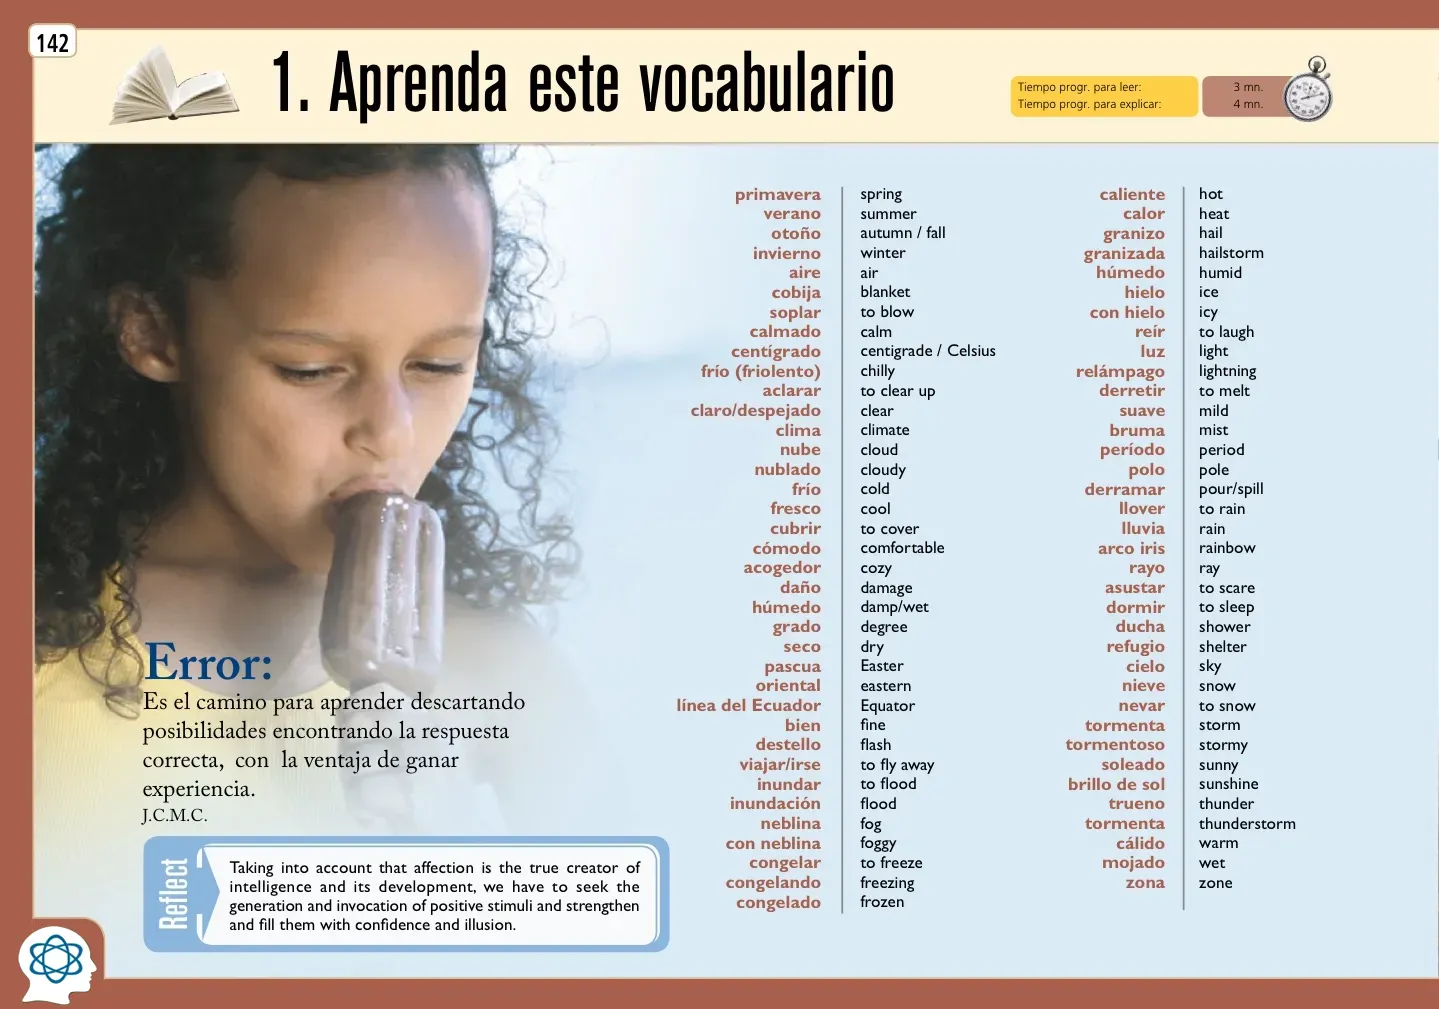 142
1. Aprenda este vocabulario
Tiempo progr. para leer: 3 mn.
Tiempo progr. para explicar: 4 mn.
primavera spring
verano summer
otoño autumn / fall
invierno winter
aire air
cobija blanket
soplar to blow
calmado calm
centígrado centigrade / Celsius
frío (friolento) chilly
aclarar to clear up
claro/despejado clear
clima climate
nube cloud
nublado cloudy
frío cold
fresco cool
cubrir to cover
cómodo comfortable
acogedor cozy
daño damage
húmedo damp/wet
grado degree
seco dry
pascua Easter
oriental eastern
línea del Ecuador Equator
bien fine
destello flash
viajar/irse to fly away
inundar to flood
inundación flood
neblina fog
con neblina foggy
congelar to freeze
congelando freezing
congelado frozen
caliente hot
calor heat
granizo hail
granizada hailstorm
húmedo humid
hielo ice
con hielo icy
reír to laugh
luz light
relámpago lightning
derretir to melt
suave mild
bruma mist
período period
polo pole
derramar pour/spill
llover to rain
lluvia rain
arco iris rainbow
rayo ray
asustar to scare
dormir to sleep
ducha shower
refugio shelter
cielo sky
nieve snow
nevar to snow
tormenta storm
tormentoso stormy
soleado sunny
brillo de sol sunshine
trueno thunder
tormenta thunderstorm
cálido warm
mojado wet
zona zone
Error:
Es el camino para aprender descartando
posibilidades encontrando la respuesta
correcta, con la ventaja de ganar
experiencia.
J.C.M.C.
Reflect
Taking into account that affection is the true creator of
intelligence and its development, we have to seek the
generation and invocation of positive stimuli and strengthen
and fill them with confidence and illusion.